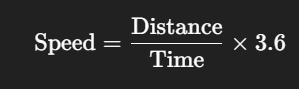 Speed = Distance / Time × 3.6